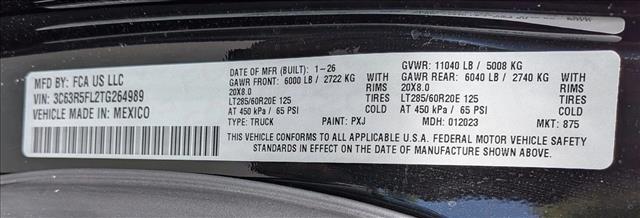 MFD BY: FCA US LLC
VIN: 3C63R5FL2TG264989
VEHICLE MADE IN: MEXICO
DATE OF MFR (BUILT): 1-26
GAWR FRONT: 6000 LB / 2722 KG WITH
20X8.0 RIMS
LT285/60R20E 125 TIRES
AT 450 kPa / 65 PSI COLD
TYPE: TRUCK PAINT: PXJ
GVWR: 11040 LB / 5008 KG
GAWR REAR: 6040 LB / 2740 KG WITH
20X8.0 RIMS
LT285/60R20E 125 TIRES
AT 450 kPa / 65 PSI COLD
MDH: 012023 MKT: 875
THIS VEHICLE CONFORMS TO ALL APPLICABLE U.S.A. FEDERAL MOTOR VEHICLE SAFETY
STANDARDS IN EFFECT ON THE DATE OF MANUFACTURE SHOWN ABOVE.